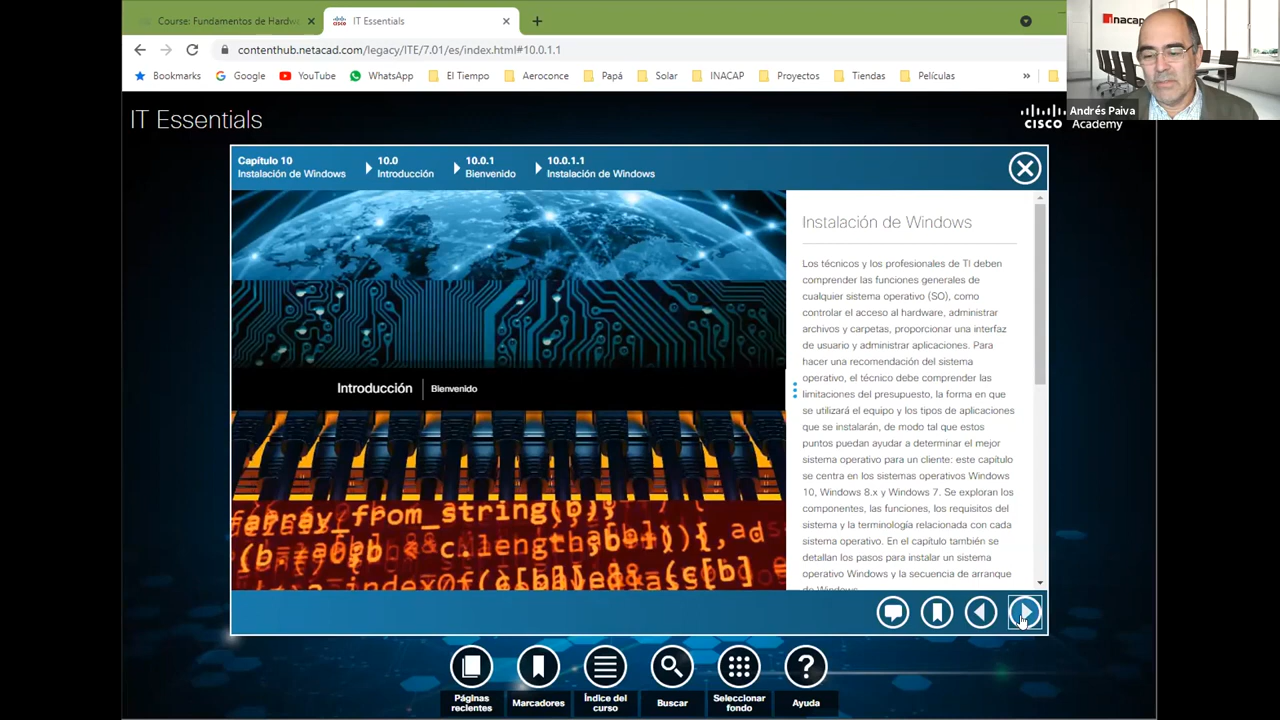 Course: Fundamentos de Hardw
IT Essentials
contenthub.netacad.com/legacy/ITE/7.01/es/index.html#10.0.1.1
Bookmarks
Google
YouTube
WhatsApp
El Tiempo
Aeroconce
Papá
Solar
INACAP
Proyectos
Tiendas
Películas
»
inacap
Andrés Paiva
IT Essentials
CISCO Academy
Capítulo 10
Instalación de Windows
10.0
Introducción
10.0.1
Bienvenido
10.0.1.1
Instalación de Windows
Introducción
Bienvenido
array_from_string(b);
(b=ap(b
c.length;b++){,ad
c[b]
Instalación de Windows
Los técnicos y los profesionales de TI deben
comprender las funciones generales de
cualquier sistema operativo (SO), como
controlar el acceso al hardware, administrar
archivos y carpetas, proporcionar una interfaz
de usuario y administrar aplicaciones. Para
hacer una recomendación del sistema
operativo, el técnico debe comprender las
limitaciones del presupuesto, la forma en que
se utilizará el equipo y los tipos de aplicaciones
que se instalarán, de modo tal que estos
puntos puedan ayudar a determinar el mejor
sistema operativo para un cliente: este capítulo
se centra en los sistemas operativos Windows
10, Windows 8.x y Windows 7. Se exploran los
componentes, las funciones, los requisitos del
sistema y la terminología relacionada con cada
sistema operativo. En el capítulo también se
detallan los pasos para instalar un sistema
operativo Windows y la secuencia de arranque
de Windows.
Páginas
recientes
Marcadores
Índice del
curso
Buscar
Seleccionar
fondo
?
Ayuda